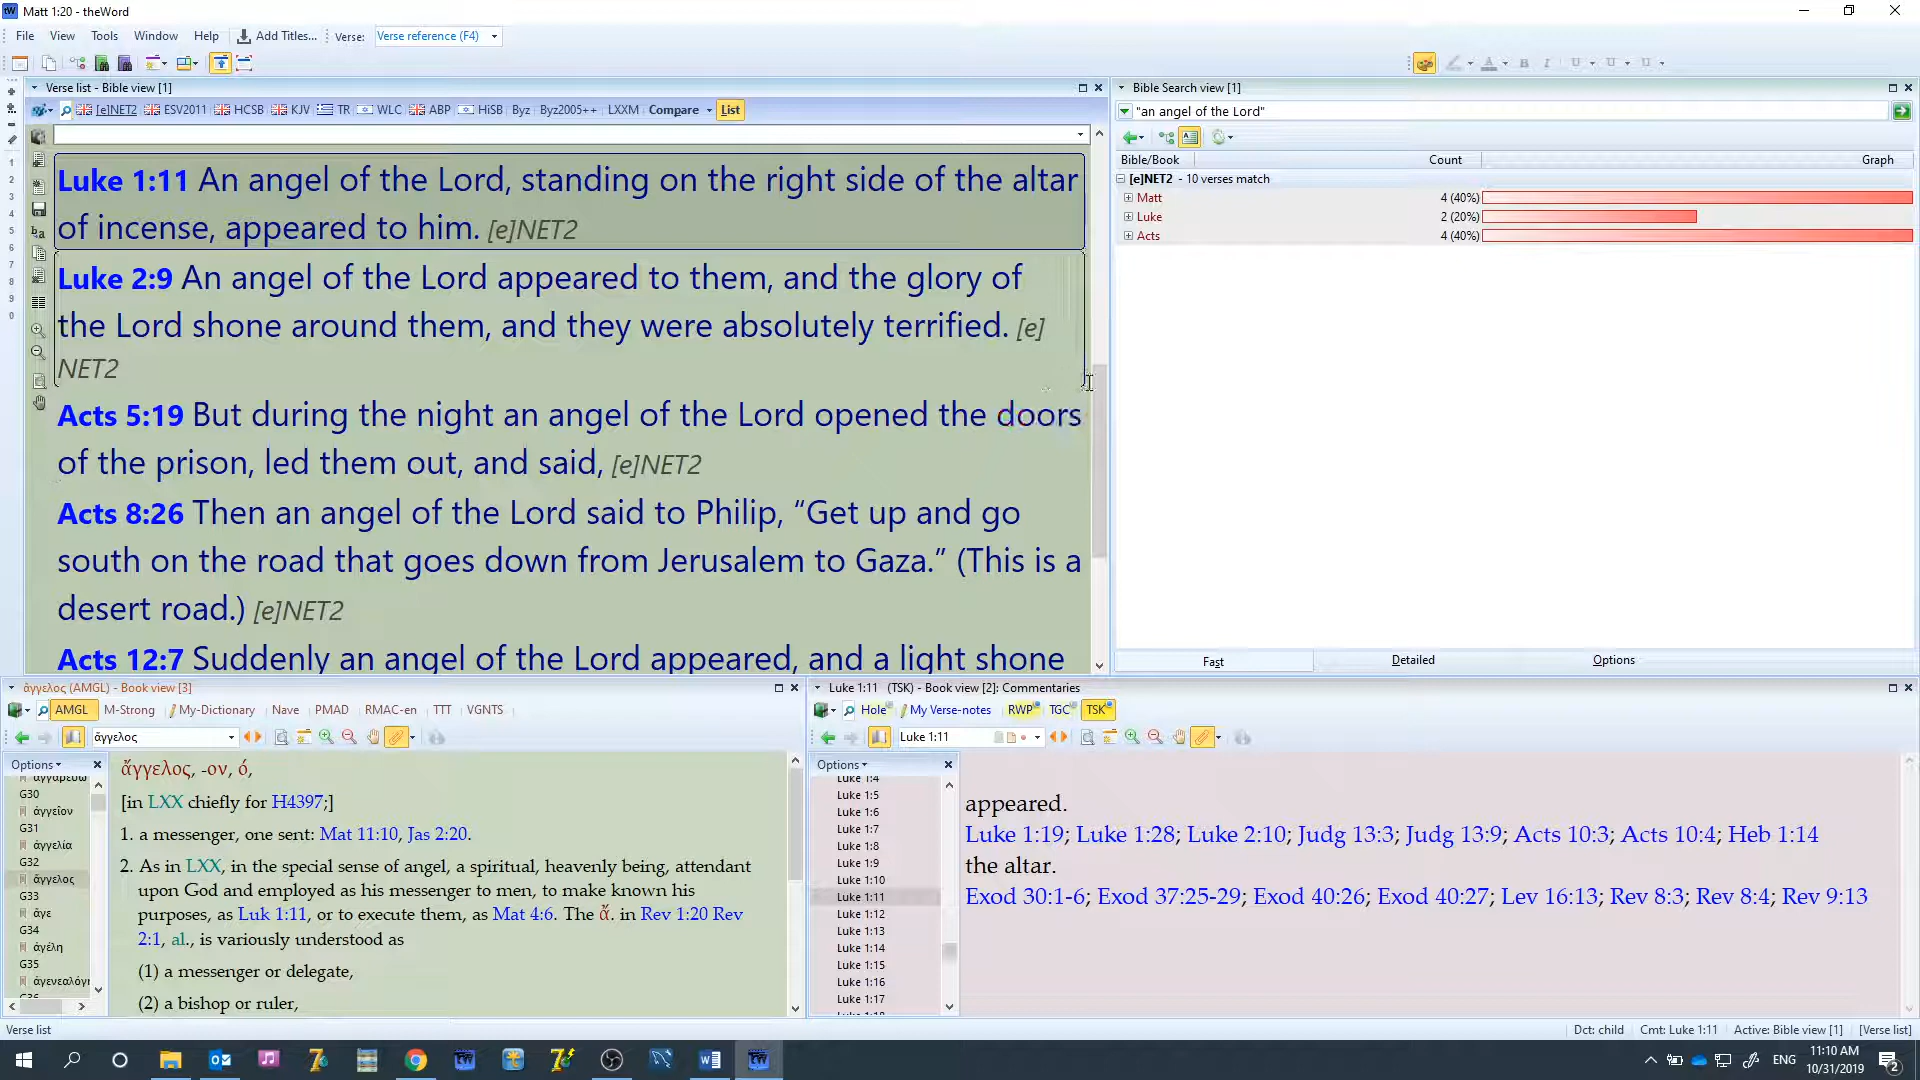 Matt 1:20 - theWord
File View Tools Window Help Add Titles... Verse: Verse reference (F4)
Verse list - Bible view [1]
[e]NET2 ESV2011 HCSB KJV TR WLC ABP HiSB Byz Byz2005++ LXXM Compare List
1
2
3
4
5
6
7
8
9
0
Luke 1:11 An angel of the Lord, standing on the right side of the altar
of incense, appeared to him. [e]NET2
Luke 2:9 An angel of the Lord appeared to them, and the glory of
the Lord shone around them, and they were absolutely terrified. [e]
NET2
Acts 5:19 But during the night an angel of the Lord opened the doors
of the prison, led them out, and said, [e]NET2
Acts 8:26 Then an angel of the Lord said to Philip, “Get up and go
south on the road that goes down from Jerusalem to Gaza.” (This is a
desert road.) [e]NET2
Acts 12:7 Suddenly an angel of the Lord appeared, and a light shone
Bible Search view [1]
"an angel of the Lord"
Bible/Book Count Graph
[e]NET2 - 10 verses match
Matt 4 (40%)
Luke 2 (20%)
Acts 4 (40%)
Fast Detailed Options
ἄγγελος (AMGL) - Book view [3]
AMGL M-Strong My-Dictionary Nave PMAD RMAC-en TTT VGNTS
ἄγγελος
Options
ἀγγαρεύω
G30
ἀγγεῖον
G31
ἀγγελία
G32
ἄγγελος
G33
ἄγε
G34
ἀγέλη
G35
ἀγενεαλόγη
G36
ἄγγελος, -ου, ὁ,
[in LXX chiefly for H4397;]
1. a messenger, one sent: Mat 11:10, Jas 2:20.
2. As in LXX, in the special sense of angel, a spiritual, heavenly being, attendant
upon God and employed as his messenger to men, to make known his
purposes, as Luk 1:11, or to execute them, as Mat 4:6. The ἄ. in Rev 1:20 Rev
2:1, al., is variously understood as
(1) a messenger or delegate,
(2) a bishop or ruler,
Luke 1:11 (TSK) - Book view [2]: Commentaries
Hole My Verse-notes RWP TGC TSK
Luke 1:11
Options
Luke 1:4
Luke 1:5
Luke 1:6
Luke 1:7
Luke 1:8
Luke 1:9
Luke 1:10
Luke 1:11
Luke 1:12
Luke 1:13
Luke 1:14
Luke 1:15
Luke 1:16
Luke 1:17
Luke 1:18
appeared.
Luke 1:19; Luke 1:28; Luke 2:10; Judg 13:3; Judg 13:9; Acts 10:3; Acts 10:4; Heb 1:14
the altar.
Exod 30:1-6; Exod 37:25-29; Exod 40:26; Exod 40:27; Lev 16:13; Rev 8:3; Rev 8:4; Rev 9:13
Verse list Dct: child Cmt: Luke 1:11 Active: Bible view [1] [Verse list]
ENG
11:10 AM
10/31/2019
2